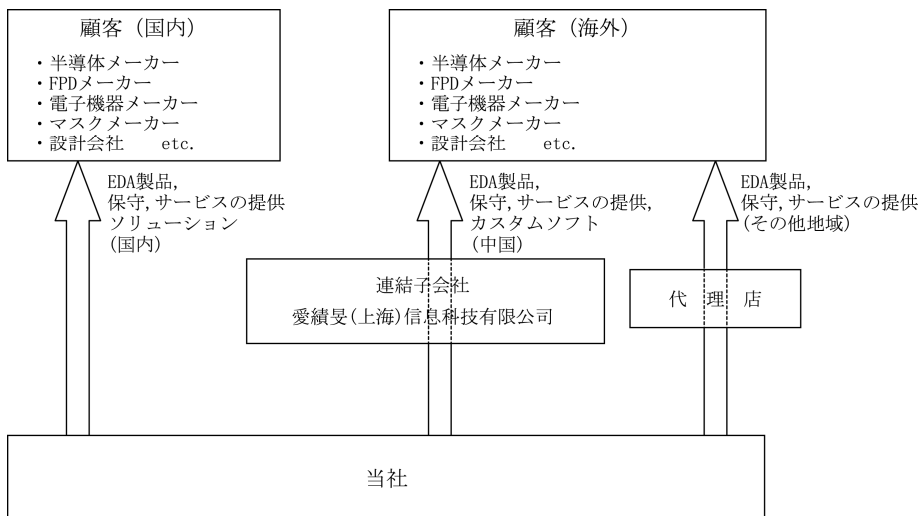 顧客（国内）
・半導体メーカー
・FPDメーカー
・電子機器メーカー
・マスクメーカー
・設計会社　etc.
顧客（海外）
・半導体メーカー
・FPDメーカー
・電子機器メーカー
・マスクメーカー
・設計会社　etc.
EDA製品,
保守,サービスの提供
ソリューション
(国内)
EDA製品,
保守,サービスの提供,
カスタムソフト
(中国)
EDA製品,
保守,サービスの提供
(その他地域)
連結子会社
愛績旻(上海)信息科技有限公司
代　理　店
当社